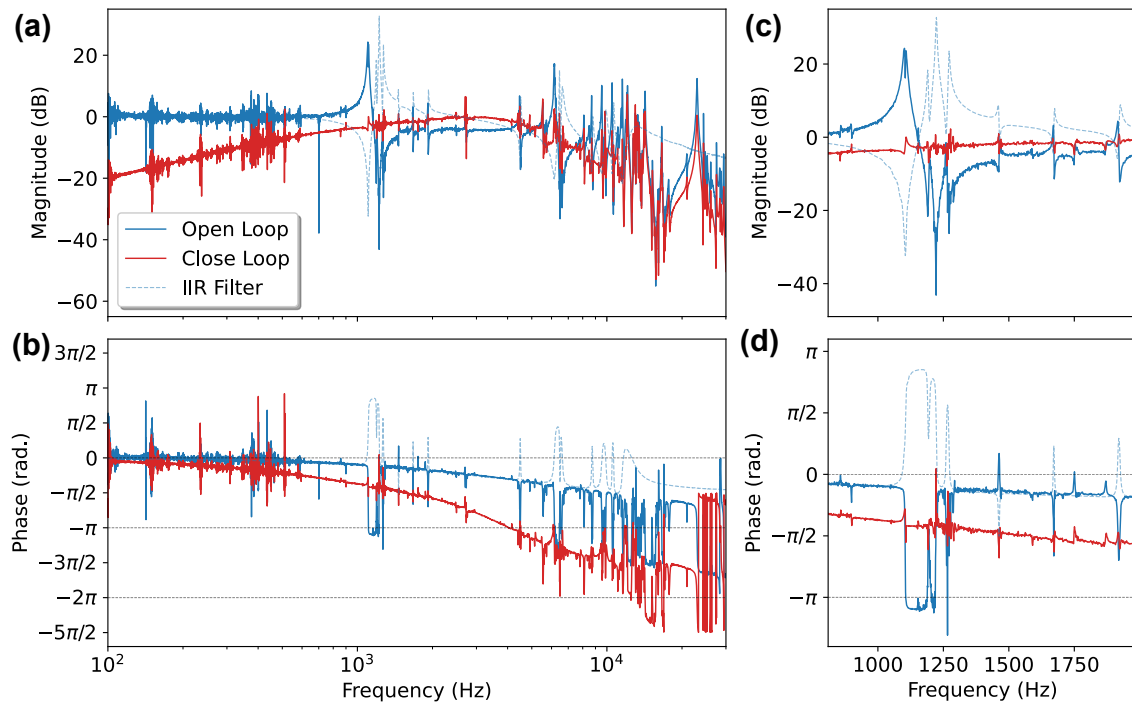 (a)
Magnitude (dB)
20
0
−20
−40
−60
Open Loop
Close Loop
IIR Filter
(c)
Magnitude (dB)
20
0
−20
−40
(b)
Phase (rad.)
3π/2
π
π/2
0
−π/2
−π
−3π/2
−2π
−5π/2
10²
10³
10⁴
Frequency (Hz)
(d)
Phase (rad.)
π
π/2
0
−π/2
−π
1000
1250
1500
1750
Frequency (Hz)